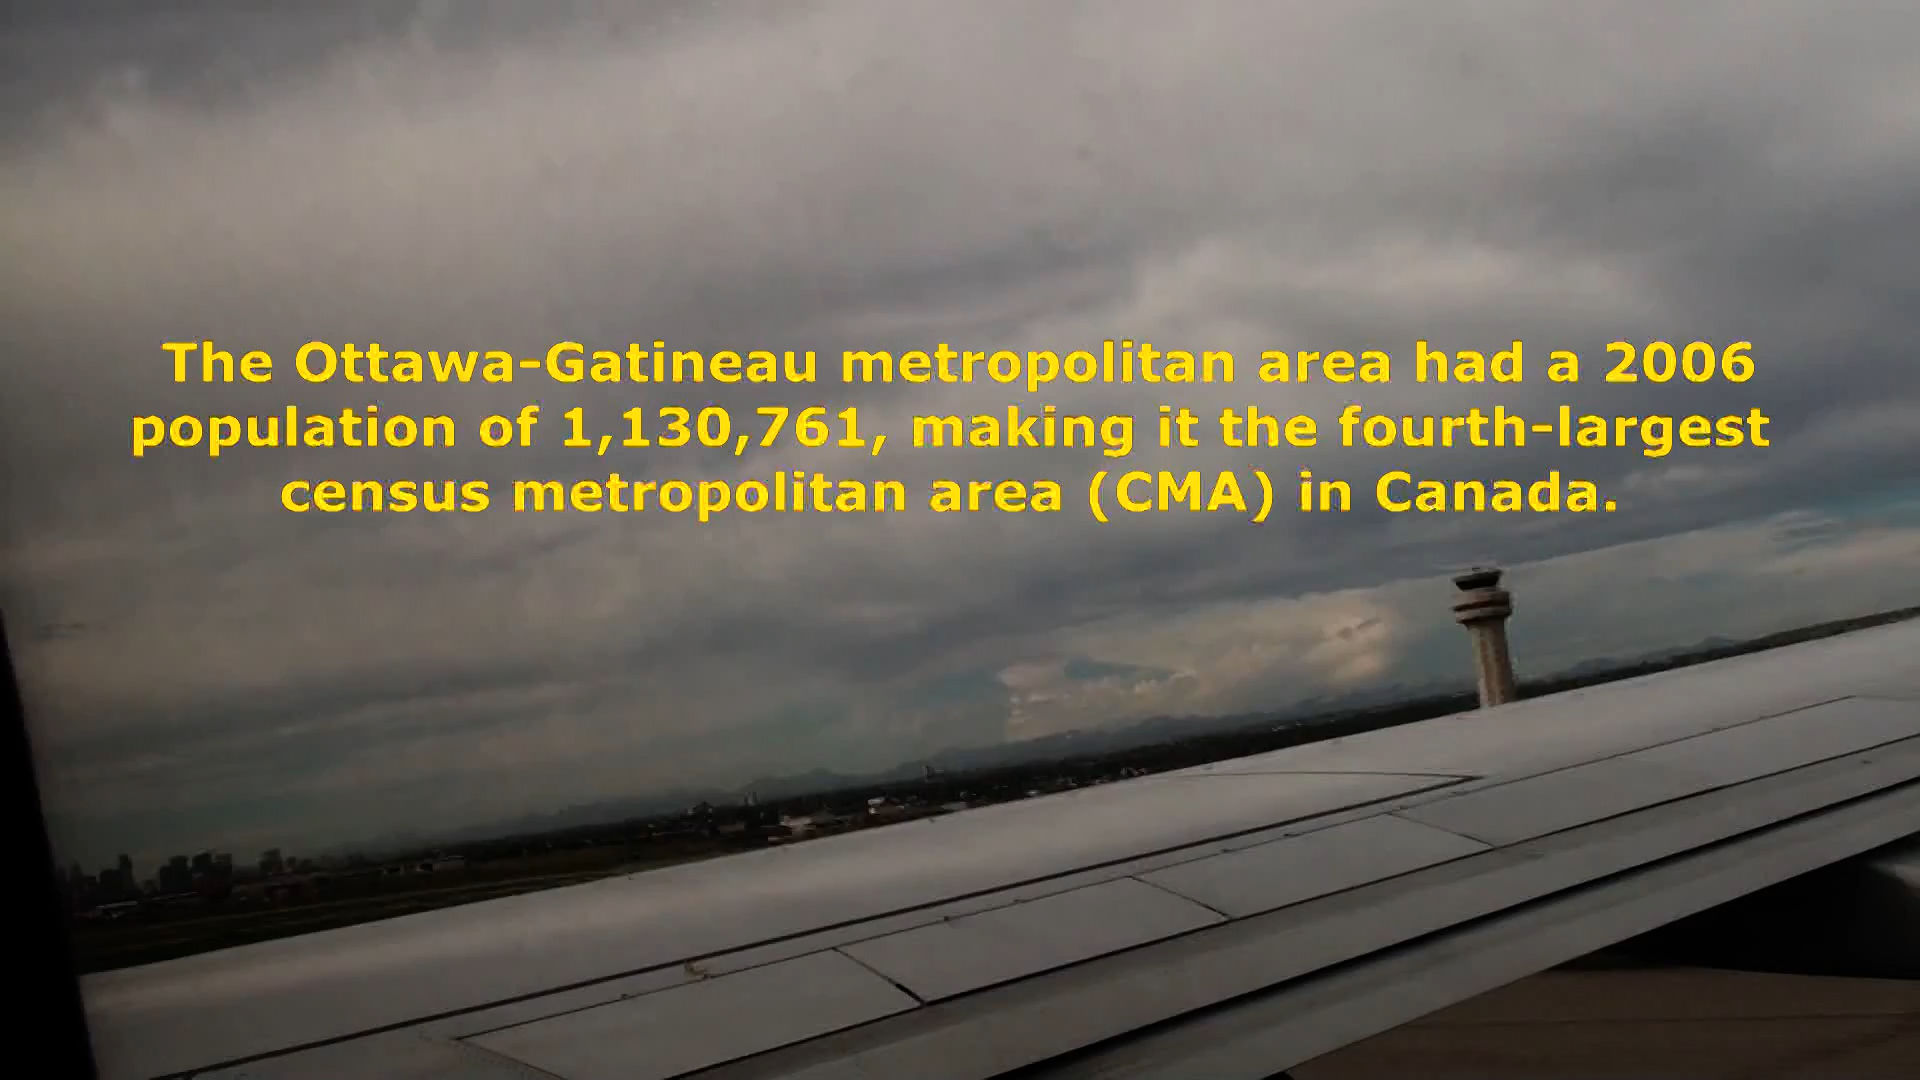 The Ottawa-Gatineau metropolitan area had a 2006
population of 1,130,761, making it the fourth-largest
census metropolitan area (CMA) in Canada.